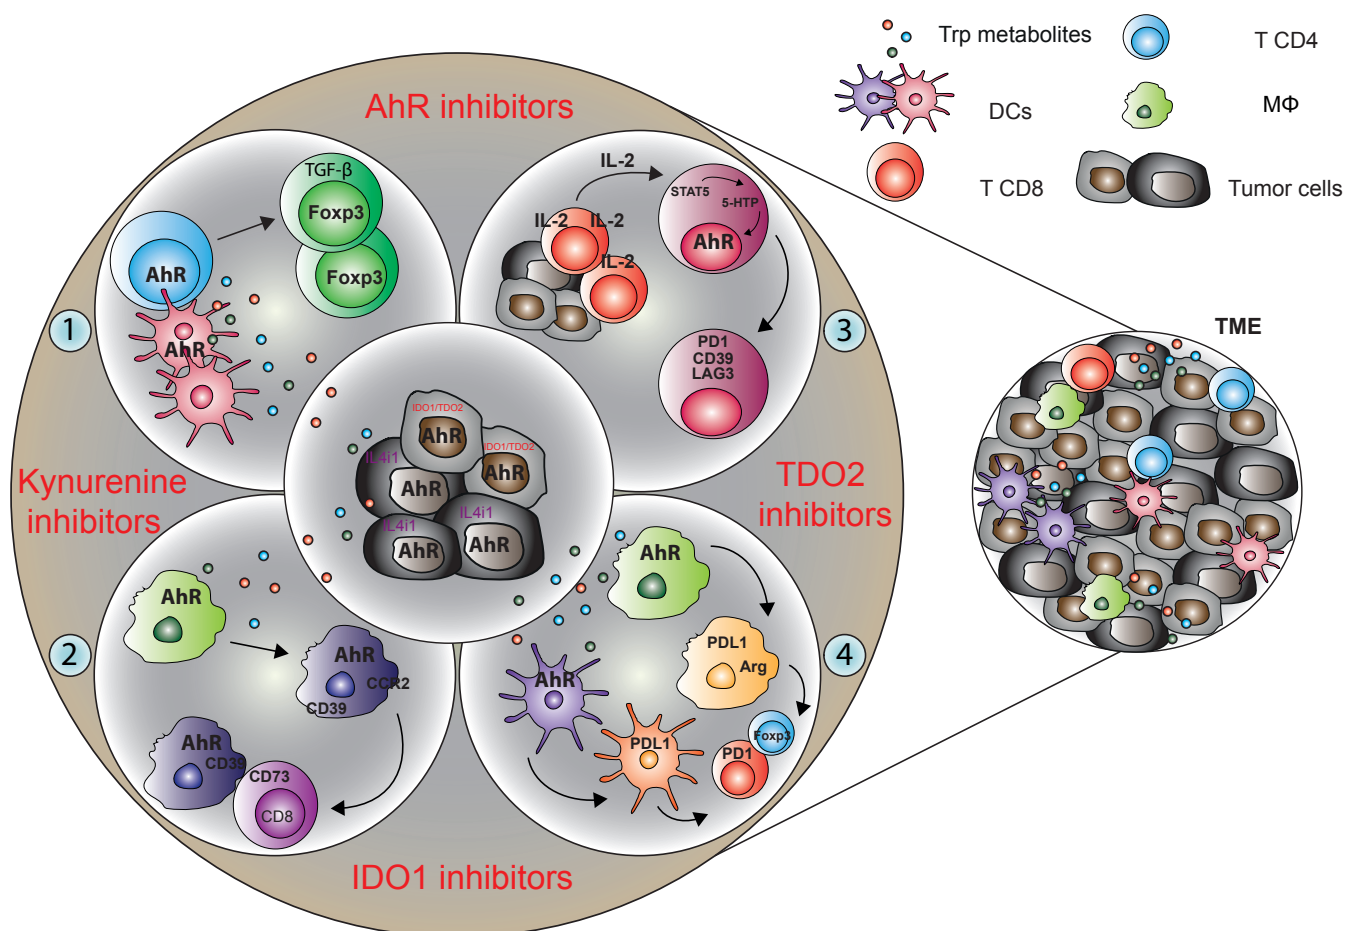 Trp metabolites
T CD4
DCs
MΦ
T CD8
Tumor cells
AhR inhibitors
TGF-β
Foxp3
Foxp3
AhR
AhR
1
IL-2
IL-2
IL-2
IL-2
STAT5
5-HTP
AhR
PD1
CD39
LAG3
3
TME
IDO1/TDO2
AhR
IDO1/TDO2
AhR
IL4i1
AhR
IL4i1
AhR
IL4i1
AhR
Kynurenine
inhibitors
TDO2
inhibitors
2
AhR
AhR
CCR2
CD39
AhR
CD39
CD73
CD8
4
AhR
PDL1
Arg
AhR
PDL1
Foxp3
PD1
IDO1 inhibitors